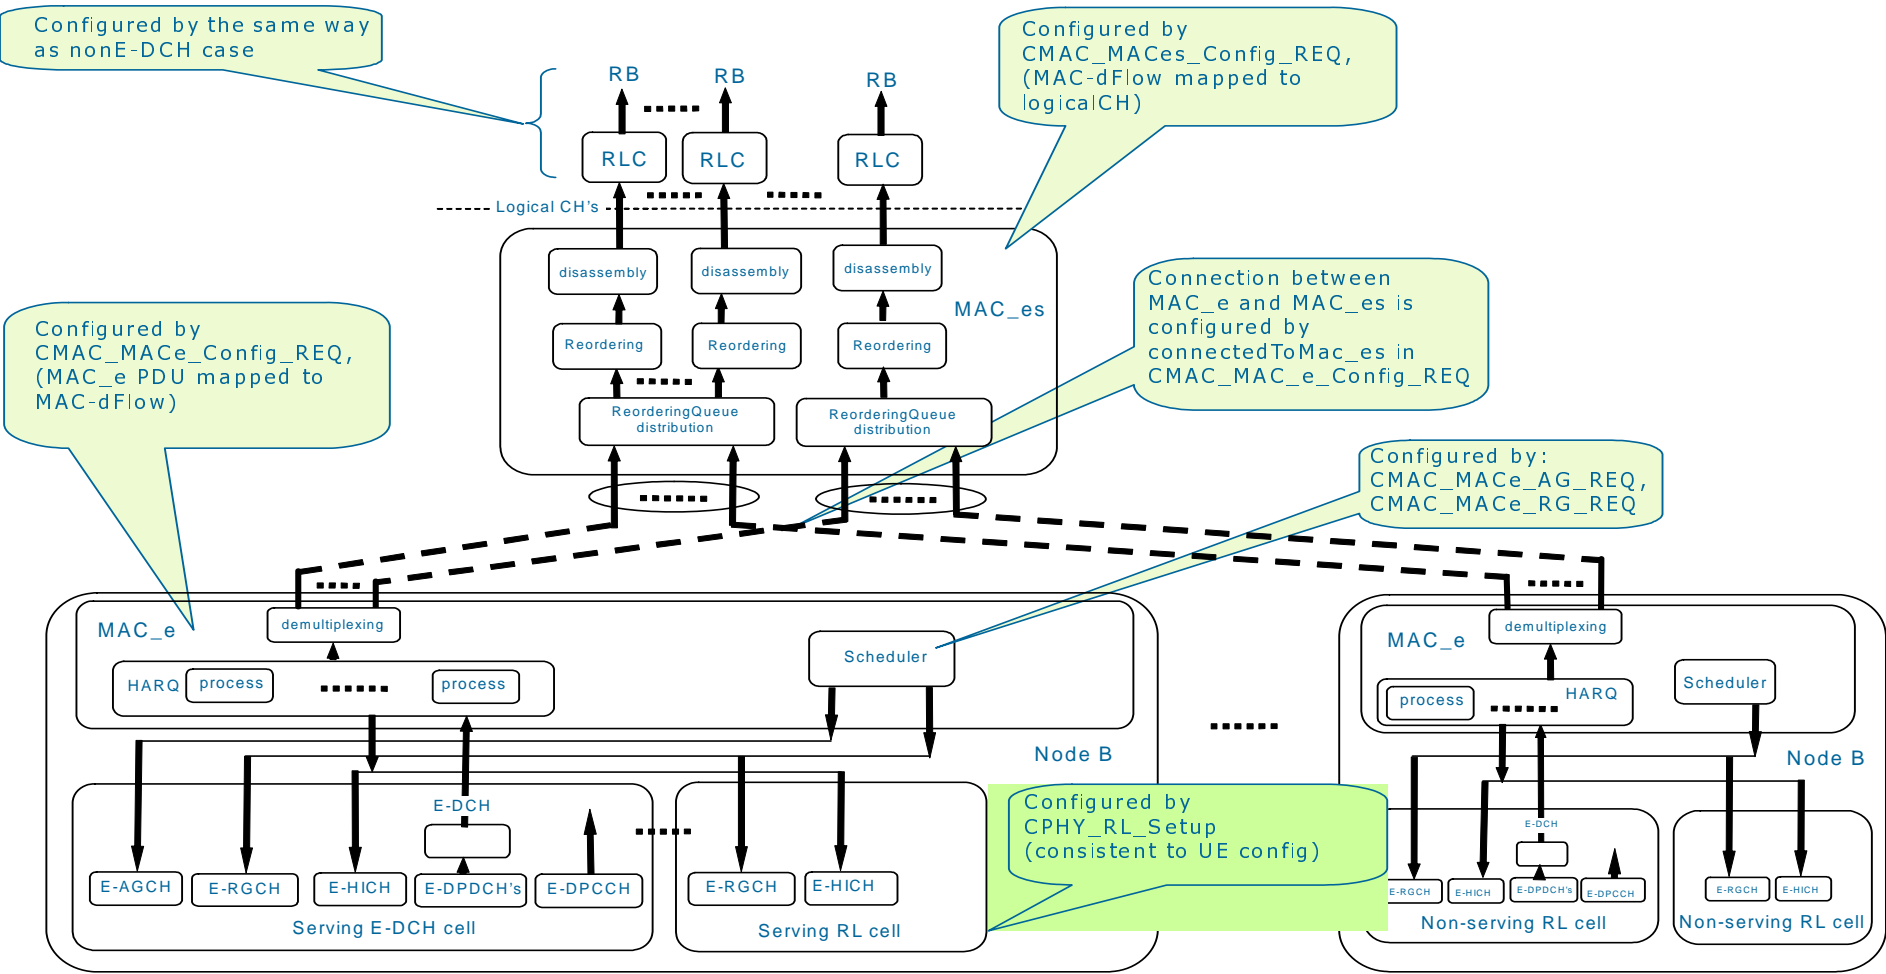 Configured by the same way
as nonE-DCH case
Configured by
CMAC_MACes_Config_REQ,
(MAC-dFlow mapped to
logicalCH)
RB
RB
RB
RLC
RLC
RLC
Logical CH's
disassembly
disassembly
disassembly
MAC_es
Reordering
Reordering
Reordering
ReorderingQueue
distribution
ReorderingQueue
distribution
Connection between
MAC_e and MAC_es is
configured by
connectedToMac_es in
CMAC_MAC_e_Config_REQ
Configured by
CMAC_MACe_Config_REQ,
(MAC_e PDU mapped to
MAC-dFlow)
Configured by:
CMAC_MACe_AG_REQ,
CMAC_MACe_RG_REQ
MAC_e
demultiplexing
Scheduler
HARQ
process
process
Node B
E-DCH
E-AGCH
E-RGCH
E-HICH
E-DPDCH's
E-DPCCH
Serving E-DCH cell
E-RGCH
E-HICH
Serving RL cell
Configured by
CPHY_RL_Setup
(consistent to UE config)
MAC_e
demultiplexing
process
HARQ
Scheduler
Node B
E-DCH
E-RGCH
E-HICH
E-DPDCH's
E-DPCCH
Non-serving RL cell
E-RGCH
E-HICH
Non-serving RL cell